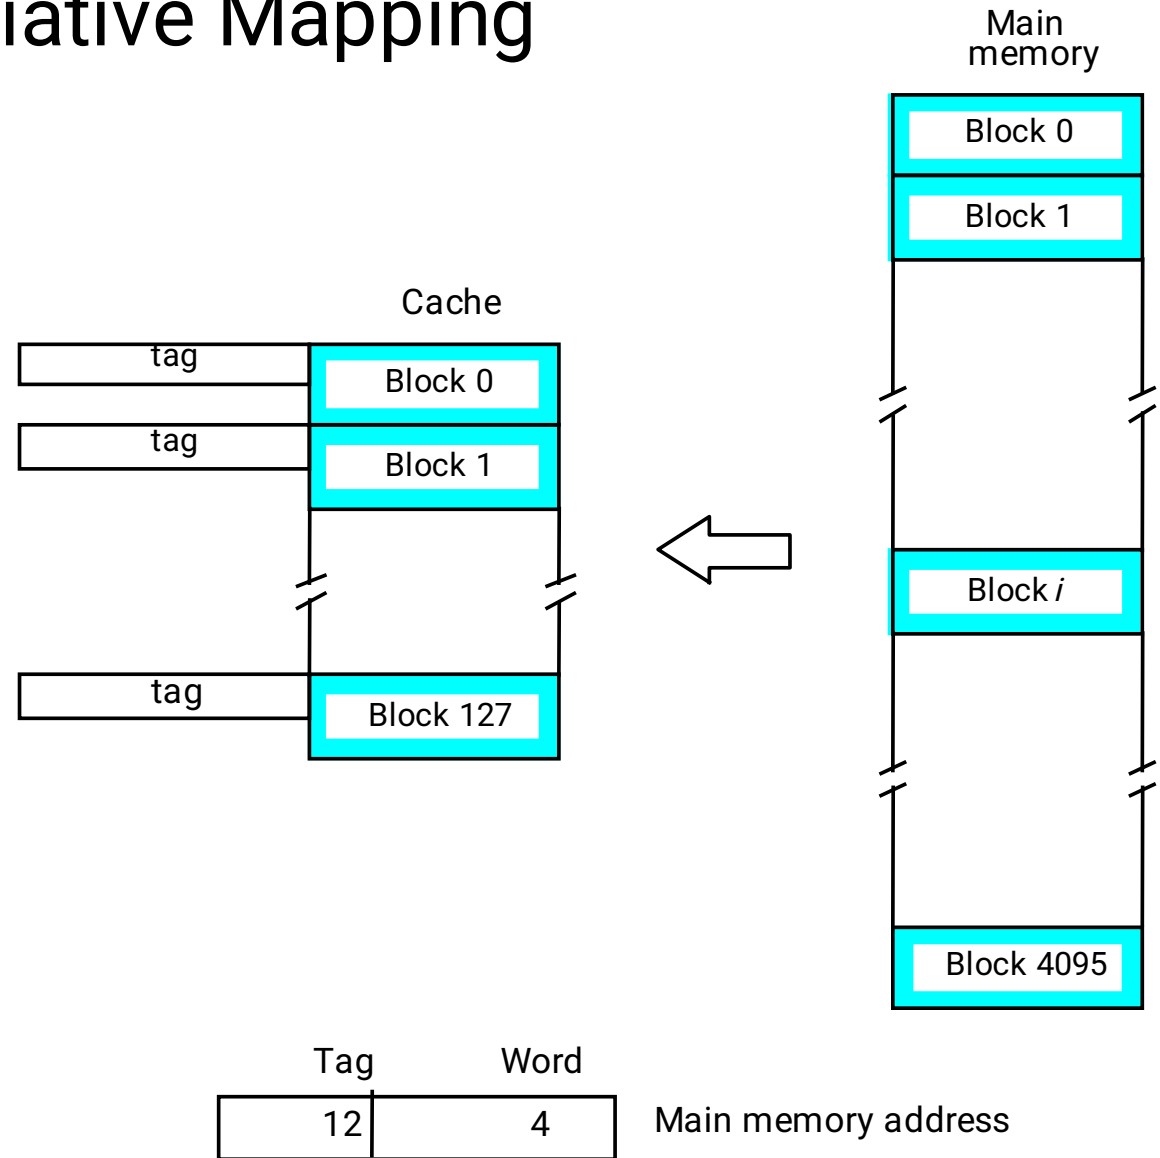 iative Mapping
Main
memory
Block 0
Block 1
Cache
tag
Block 0
tag
Block 1
Block i
tag
Block 127
Block 4095
Tag
Word
12
4
Main memory address